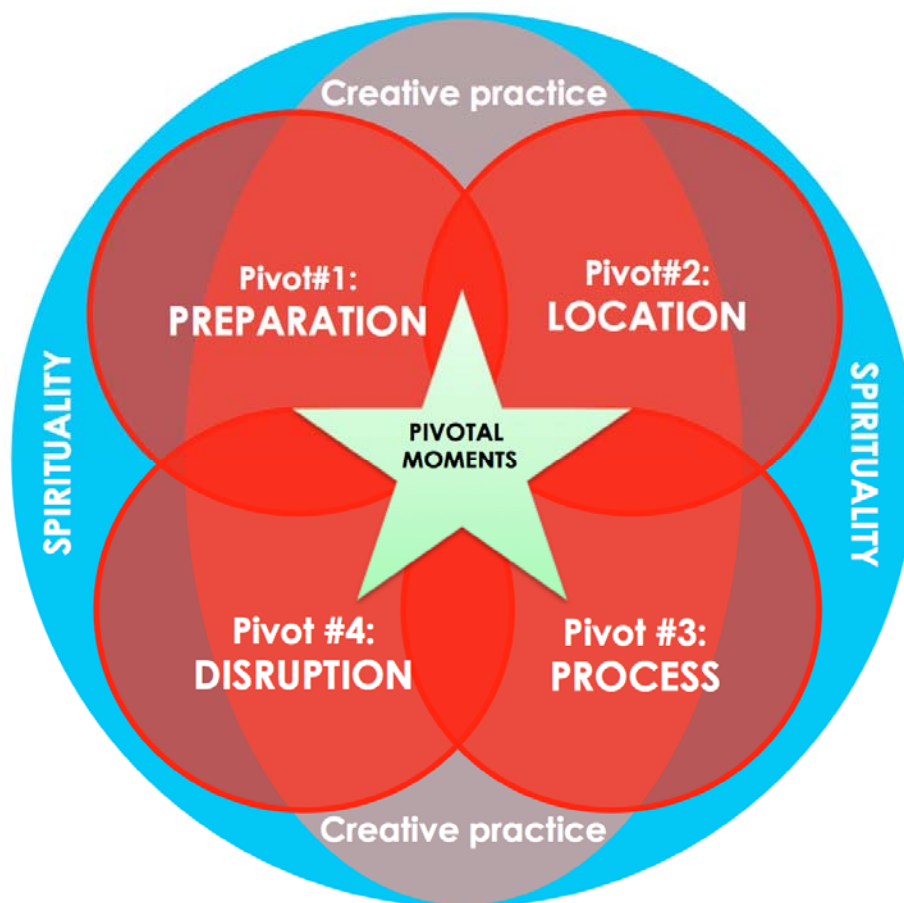 Creative practice
Pivot#1:
PREPARATION
Pivot#2:
LOCATION
SPIRITUALITY
PIVOTAL
MOMENTS
SPIRITUALITY
Pivot #4:
DISRUPTION
Pivot #3:
PROCESS
Creative practice